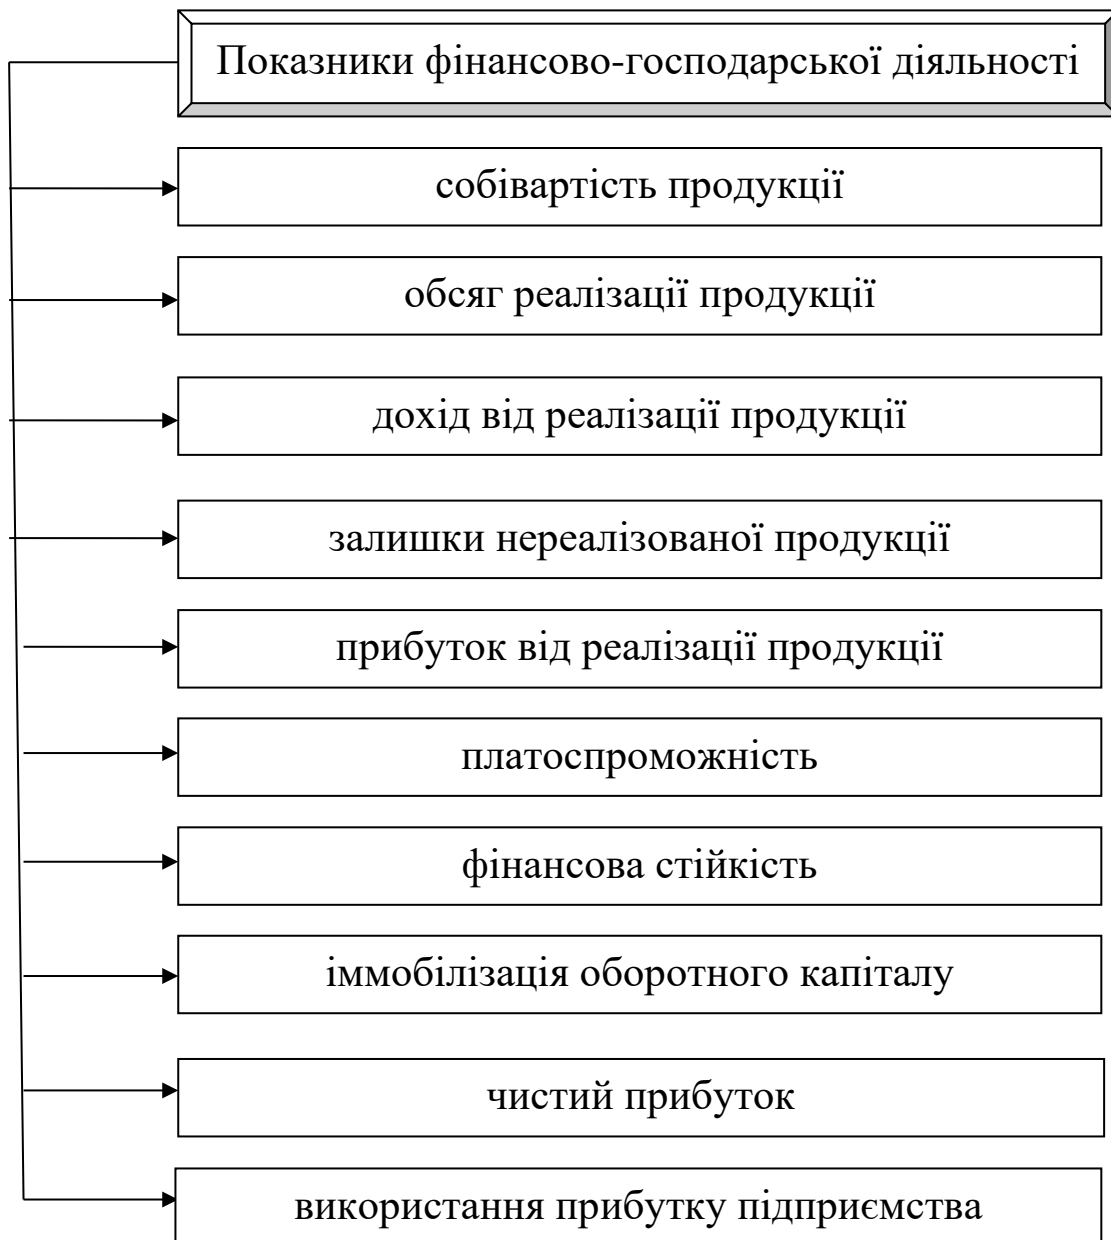 Показники фінансово-господарської діяльності
собівартість продукції
обсяг реалізації продукції
дохід від реалізації продукції
залишки нереалізованої продукції
прибуток від реалізації продукції
платоспроможність
фінансова стійкість
іммобілізація оборотного капіталу
чистий прибуток
використання прибутку підприємства